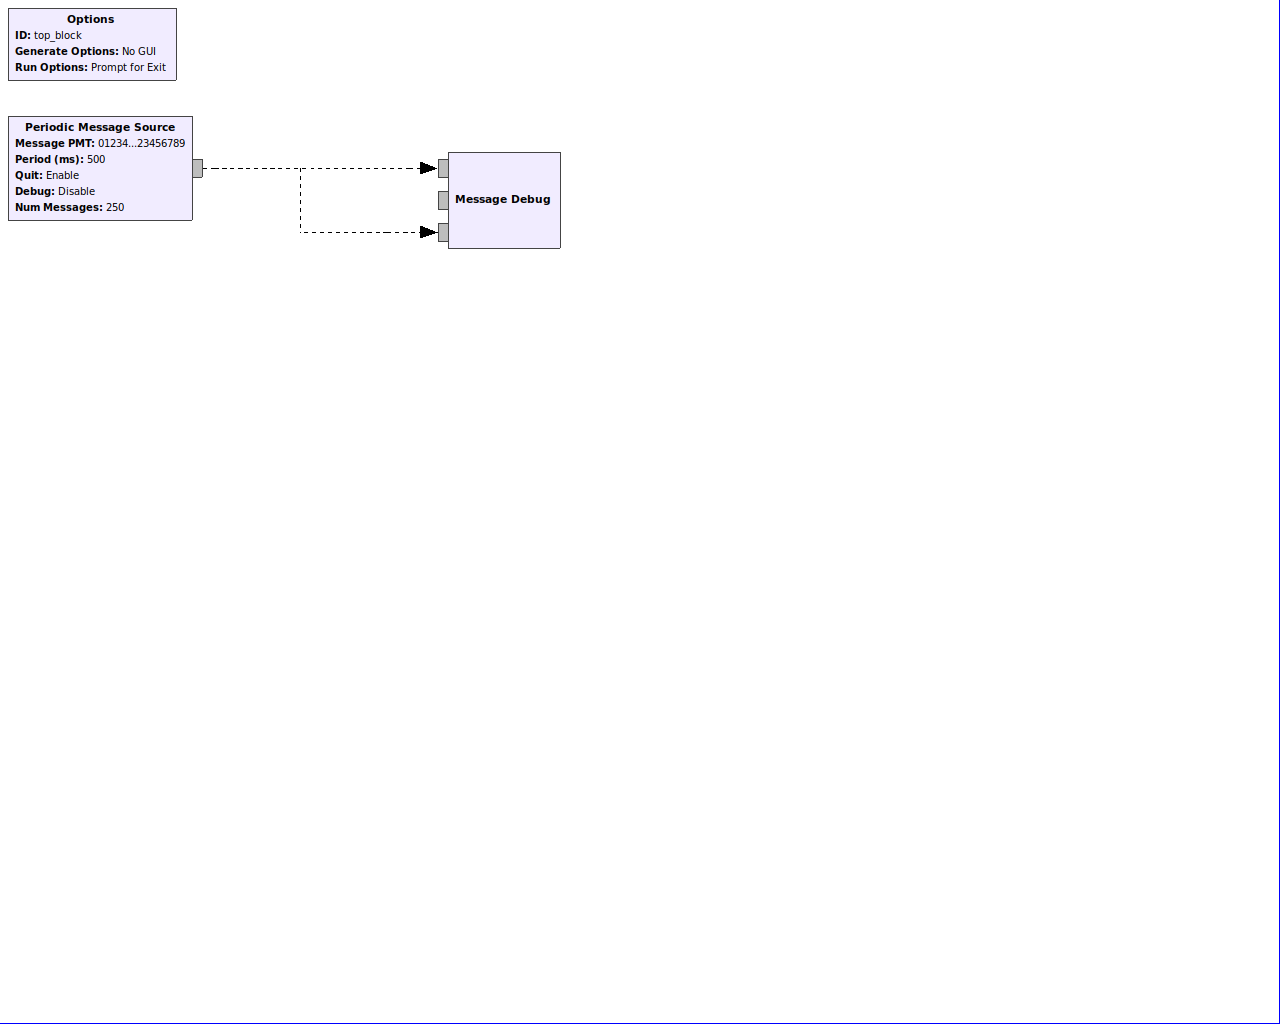 Options
ID: top_block
Generate Options: No GUI
Run Options: Prompt for Exit
Periodic Message Source
Message PMT: 01234...23456789
Period (ms): 500
Quit: Enable
Debug: Disable
Num Messages: 250
Message Debug